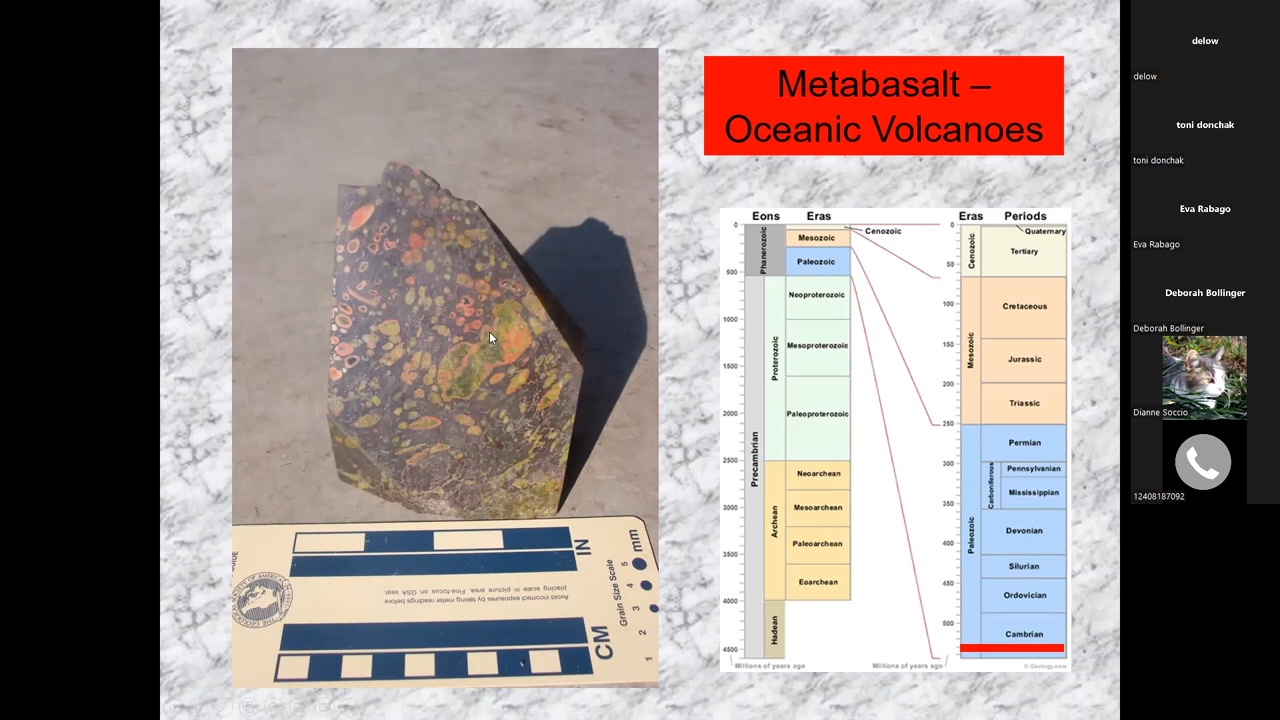 Metabasalt –
Oceanic Volcanoes
Eons Eras
Eras Periods
0
500
1000
1500
2000
2500
3000
3500
4000
4500
Phanerozoic
Precambrian
Proterozoic
Archean
Hadean
Cenozoic
Mesozoic
Paleozoic
Neoproterozoic
Mesoproterozoic
Paleoproterozoic
Neoarchean
Mesoarchean
Paleoarchean
Eoarchean
0
50
100
150
200
250
300
350
400
450
500
Cenozoic
Mesozoic
Paleozoic
Carboniferous
Quaternary
Tertiary
Cretaceous
Jurassic
Triassic
Permian
Pennsylvanian
Mississippian
Devonian
Silurian
Ordovician
Cambrian
Millions of years ago
Millions of years ago
© Geology.com
IN
CM
Avoid incorrect exposures by taking meter readings before
placing scale in picture area. Fine-focus on GSA seal.
Grain Size Scale
mm
5
4
3
2
1
delow
delow
toni donchak
toni donchak
Eva Rabago
Eva Rabago
Deborah Bollinger
Deborah Bollinger
Dianne Soccio
12408187092